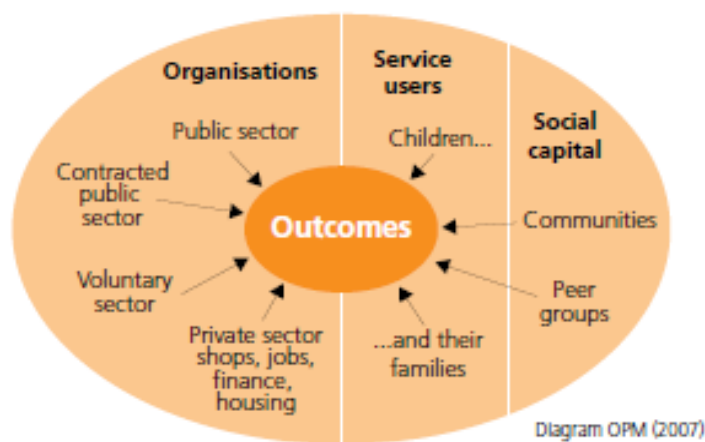 Organisations
Public sector
Contracted
public
sector
Voluntary
sector
Private sector
shops, jobs,
finance,
housing
Outcomes
Service
users
Children...
...and their
families
Social
capital
Communities
Peer
groups
Diagram OPM (2007)